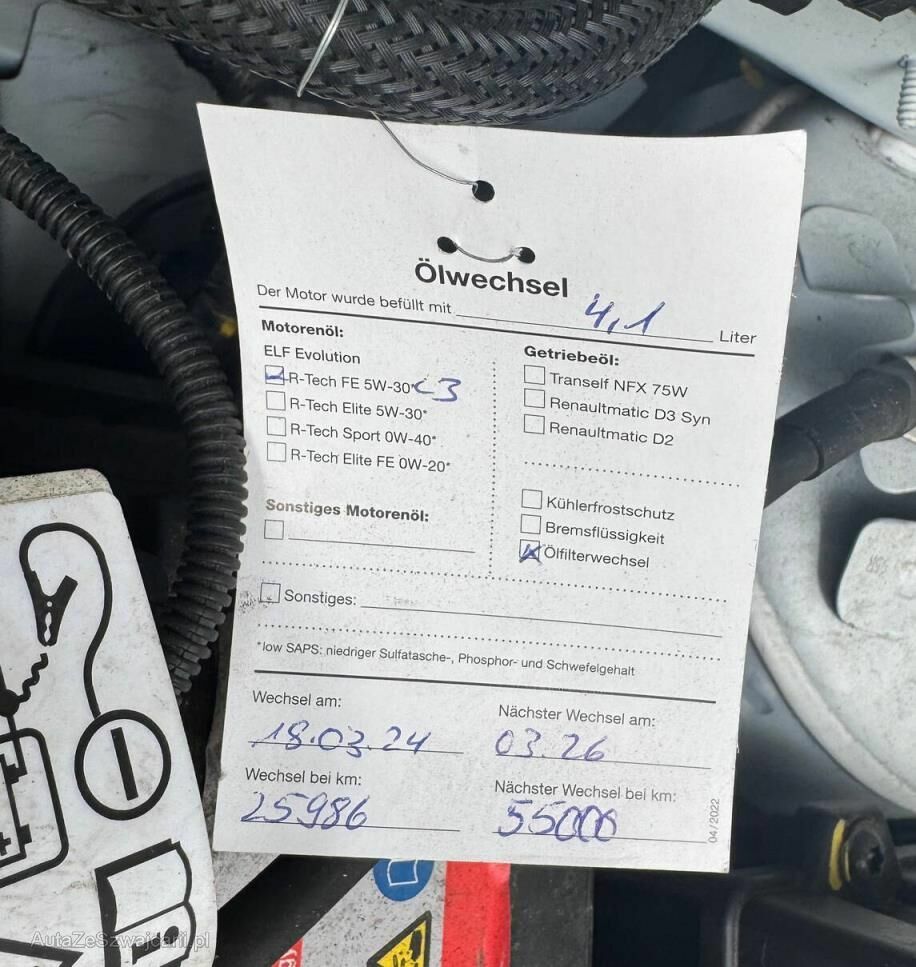 Ölwechsel
Der Motor wurde befüllt mit 4,1 Liter
Motorenöl:
ELF Evolution
R-Tech FE 5W-30* C3
R-Tech Elite 5W-30*
R-Tech Sport 0W-40*
R-Tech Elite FE 0W-20*
Sonstiges Motorenöl:
Getriebeöl:
Tranself NFX 75W
Renaultmatic D3 Syn
Renaultmatic D2
Kühlerfrostschutz
Bremsflüssigkeit
Ölfilterwechsel
Sonstiges:
*low SAPS: niedriger Sulfatasche-, Phosphor- und Schwefelgehalt
Wechsel am:
18.03.24
Nächster Wechsel am:
03.26
Wechsel bei km:
25986
Nächster Wechsel bei km:
55000
04/2022
AutaZeSzwajcarii.pl